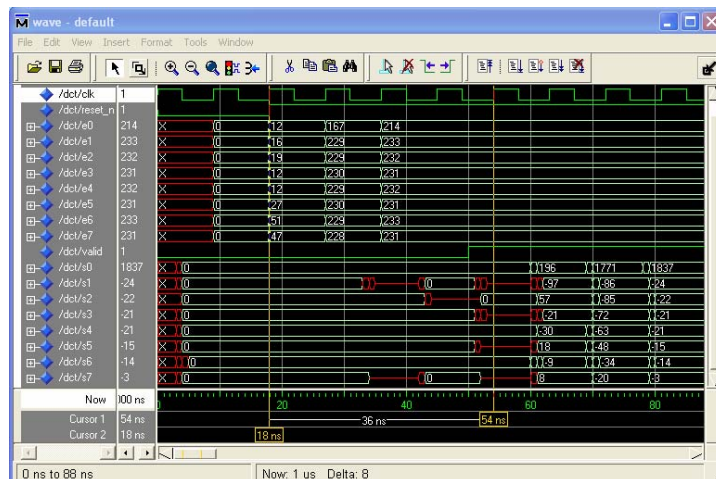 wave - default
File Edit View Insert Format Tools Window
/dct/clk 1
/dct/reset_n 1
/dct/e0 214 X (0 12 )167 )214
/dct/e1 233 X (0 16 )229 )233
/dct/e2 232 X (0 19 )229 )232
/dct/e3 231 X (0 12 )230 )231
/dct/e4 232 X (0 12 )229 )232
/dct/e5 231 X (0 27 )230 )231
/dct/e6 233 X (0 51 )229 )233
/dct/e7 231 X (0 47 )228 )231
/dct/valid 1
/dct/s0 1837 X )(0 )(196 )(1771 )(1837
/dct/s1 -24 X )(0 (0 )(-97 )(-86 )(-24
/dct/s2 -22 X )(0 (0 )57 )(-85 )(-22
/dct/s3 -21 X )(0 )(-21 )-72 )(-21
/dct/s4 -21 X )(0 )-30 )(-63 )(-21
/dct/s5 -15 X )(0 )(18 )(-48 )(-15
/dct/s6 -14 X )(0 )(-9 )(-34 )(-14
/dct/s7 -3 X )(0 )(0 )(8 )-20 )(-3
Now 000 ns 0 20 40 60 80
Cursor 1 54 ns 36 ns 54 ns
Cursor 2 18 ns 18 ns
0 ns to 88 ns Now: 1 us Delta: 8